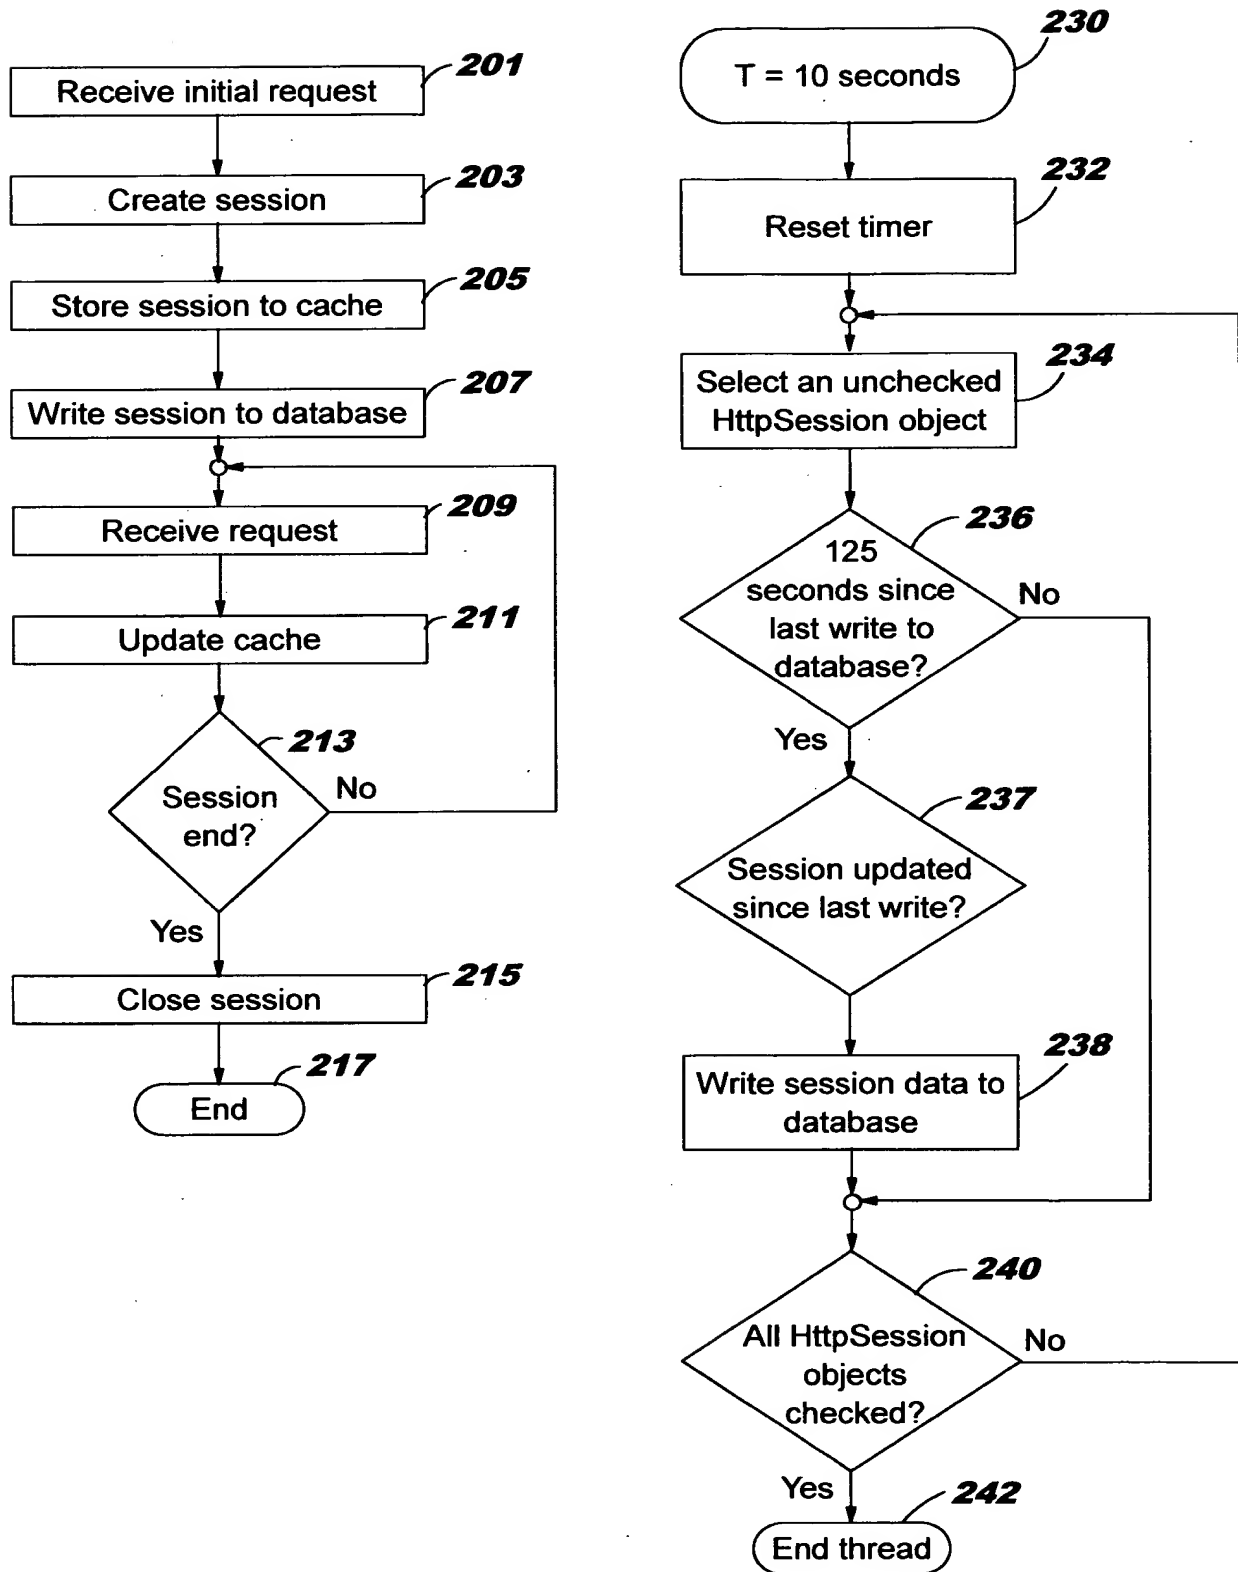 201
Receive initial request
203
Create session
205
Store session to cache
207
Write session to database
209
Receive request
211
Update cache
213
Session
end?
No
Yes
215
Close session
217
End
230
T = 10 seconds
232
Reset timer
234
Select an unchecked
HttpSession object
236
125
seconds since
last write to
database?
No
Yes
237
Session updated
since last write?
238
Write session data to
database
240
All HttpSession
objects
checked?
No
Yes
242
End thread